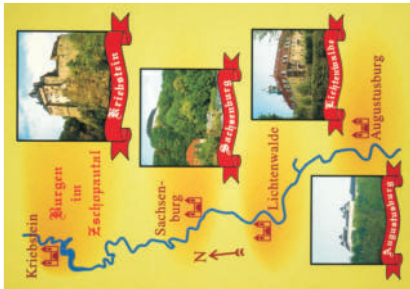 Kriebstein
Burgen
im
Zschopautal
Kriebstein
Sachsenburg
Sachsen-
burg
N
Lichtenwalde
Lichtenwalde
Augustusburg
Augustusburg